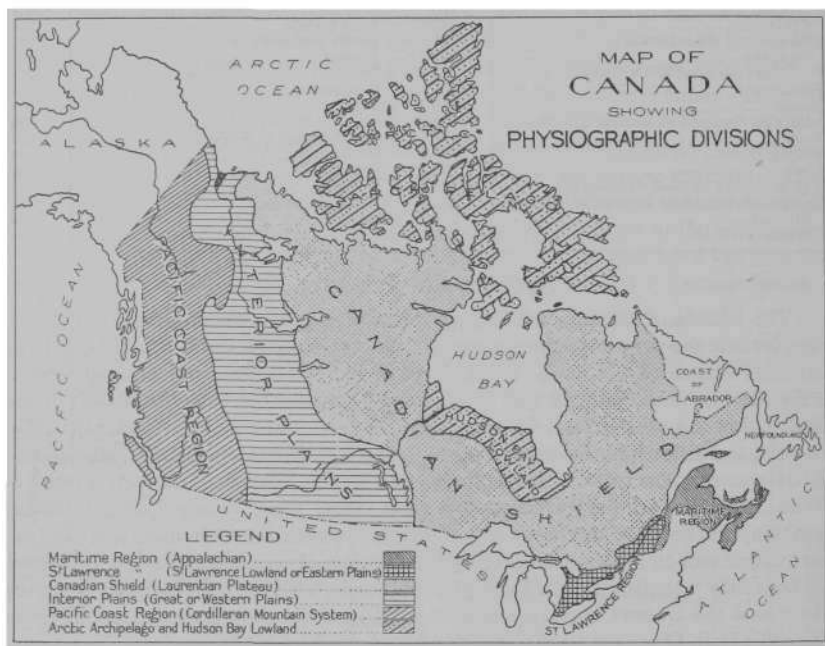 MAP OF
CANADA
SHOWING
PHYSIOGRAPHIC DIVISIONS
ARCTIC
OCEAN
ALASKA
PACIFIC OCEAN
PACIFIC COAST
REGION
INTERIOR PLAINS
CANADIAN SHIELD
HUDSON
BAY
HUDSON BAY
LOWLAND
COAST
OF
LABRADOR
NEWFOUNDLAND
MARITIME
REGION
ST LAWRENCE REGION
ATLANTIC
OCEAN
UNITED STATES
LEGEND
Maritime Region (Appalachian)
St Lawrence " (St Lawrence Lowland or Eastern Plains)
Canadian Shield (Laurentian Plateau)
Interior Plains (Great or Western Plains)
Pacific Coast Region (Cordilleran Mountain System)
Arctic Archipelago and Hudson Bay Lowland